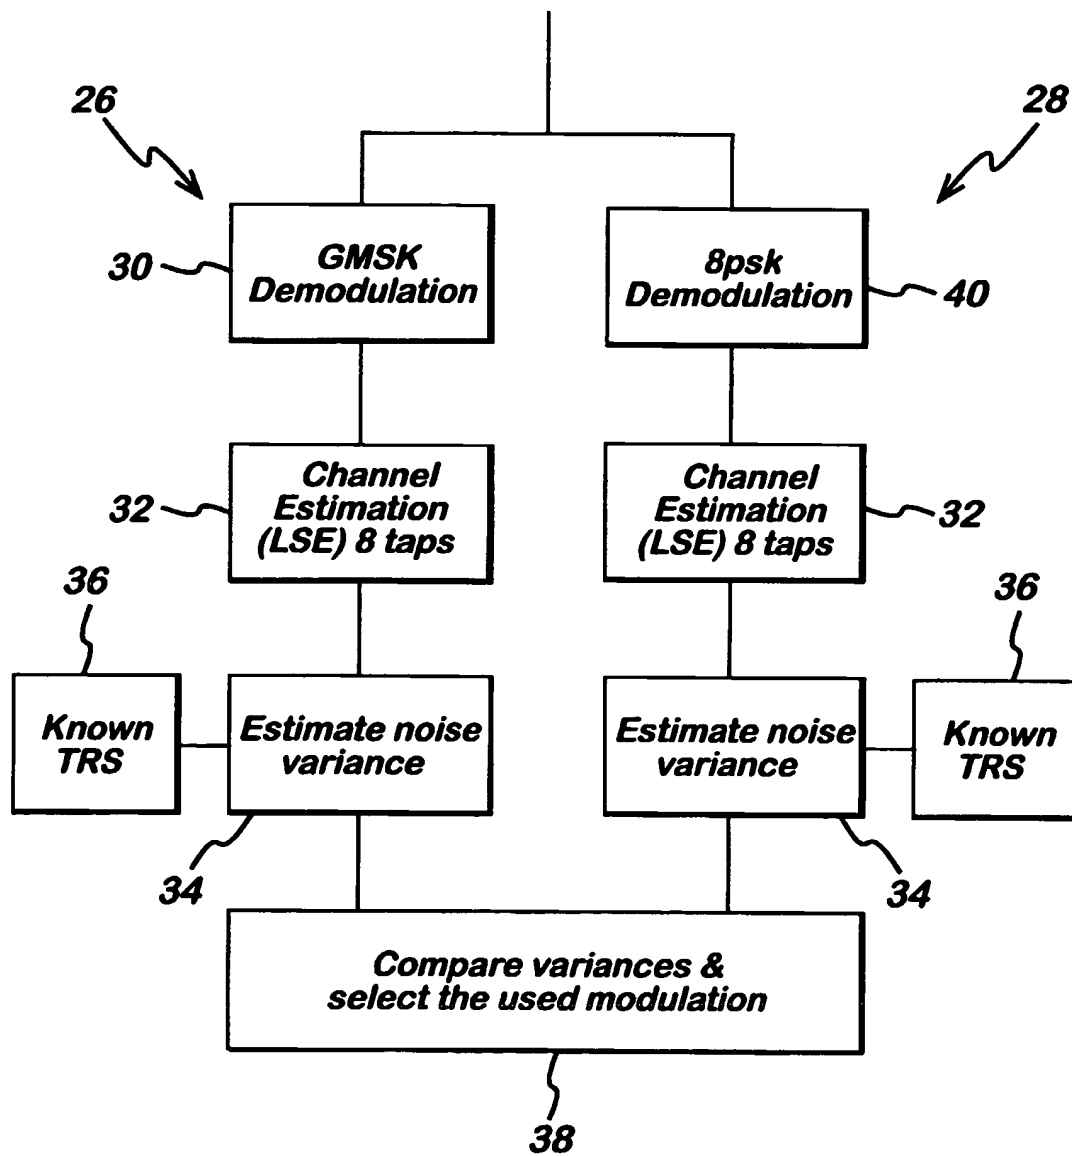 26
28
30
GMSK
Demodulation
8psk
Demodulation
40
32
Channel
Estimation
(LSE) 8 taps
Channel
Estimation
(LSE) 8 taps
32
36
36
Known
TRS
Estimate noise
variance
Estimate noise
variance
Known
TRS
34
34
Compare variances &
select the used modulation
38